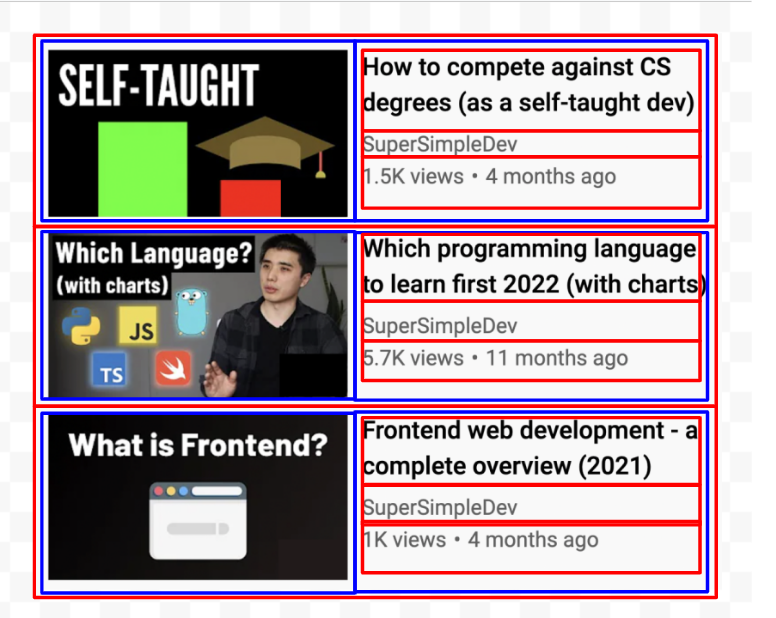 SELF-TAUGHT
How to compete against CS
degrees (as a self-taught dev)
SuperSimpleDev
1.5K views • 4 months ago
Which Language?
(with charts)
JS
TS
Which programming language
to learn first 2022 (with charts)
SuperSimpleDev
5.7K views • 11 months ago
What is Frontend?
Frontend web development - a
complete overview (2021)
SuperSimpleDev
1K views • 4 months ago